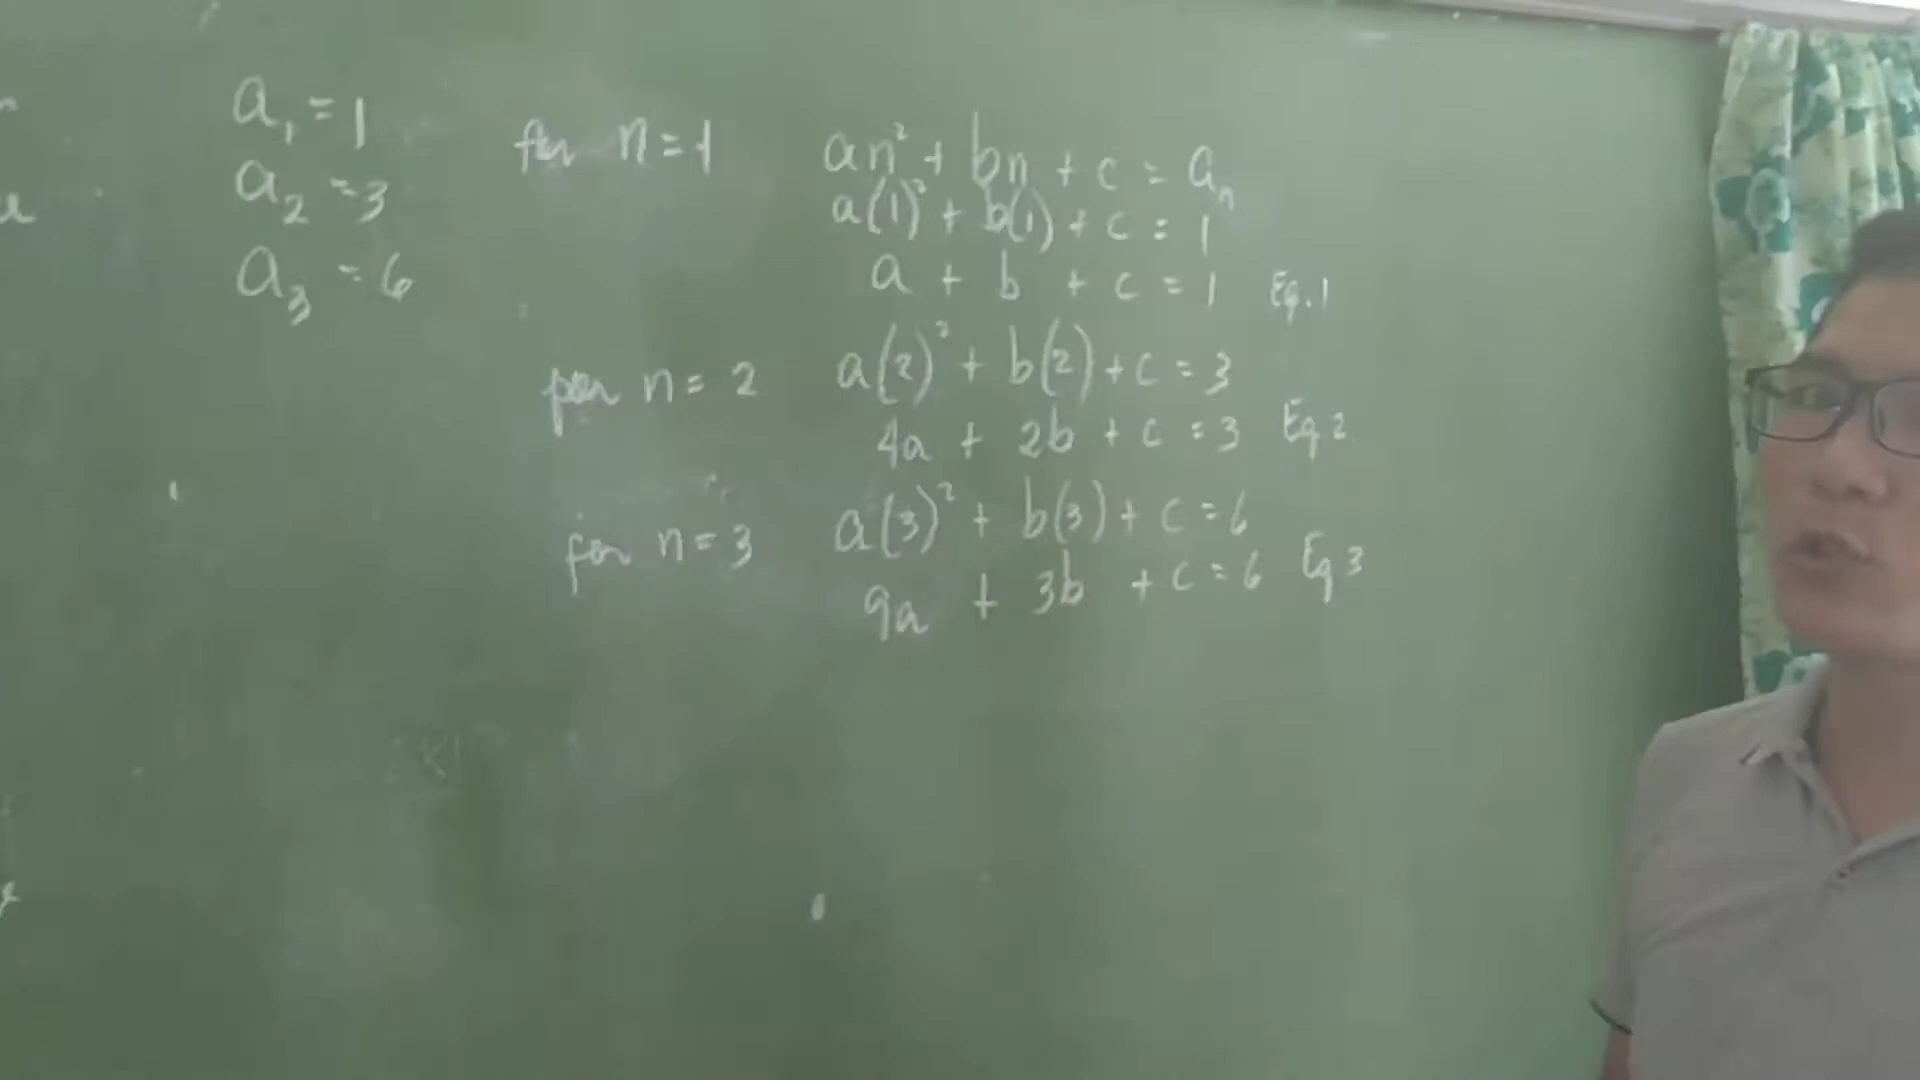 a₁ = 1
a₂ = 3
a₃ = 6
for n = 1
an² + bn + c = aₙ
a(1)² + b(1) + c = 1
a + b + c = 1 Eq. 1
for n = 2
a(2)² + b(2) + c = 3
4a + 2b + c = 3 Eq 2
for n = 3
a(3)² + b(3) + c = 6
9a + 3b + c = 6 Eq 3